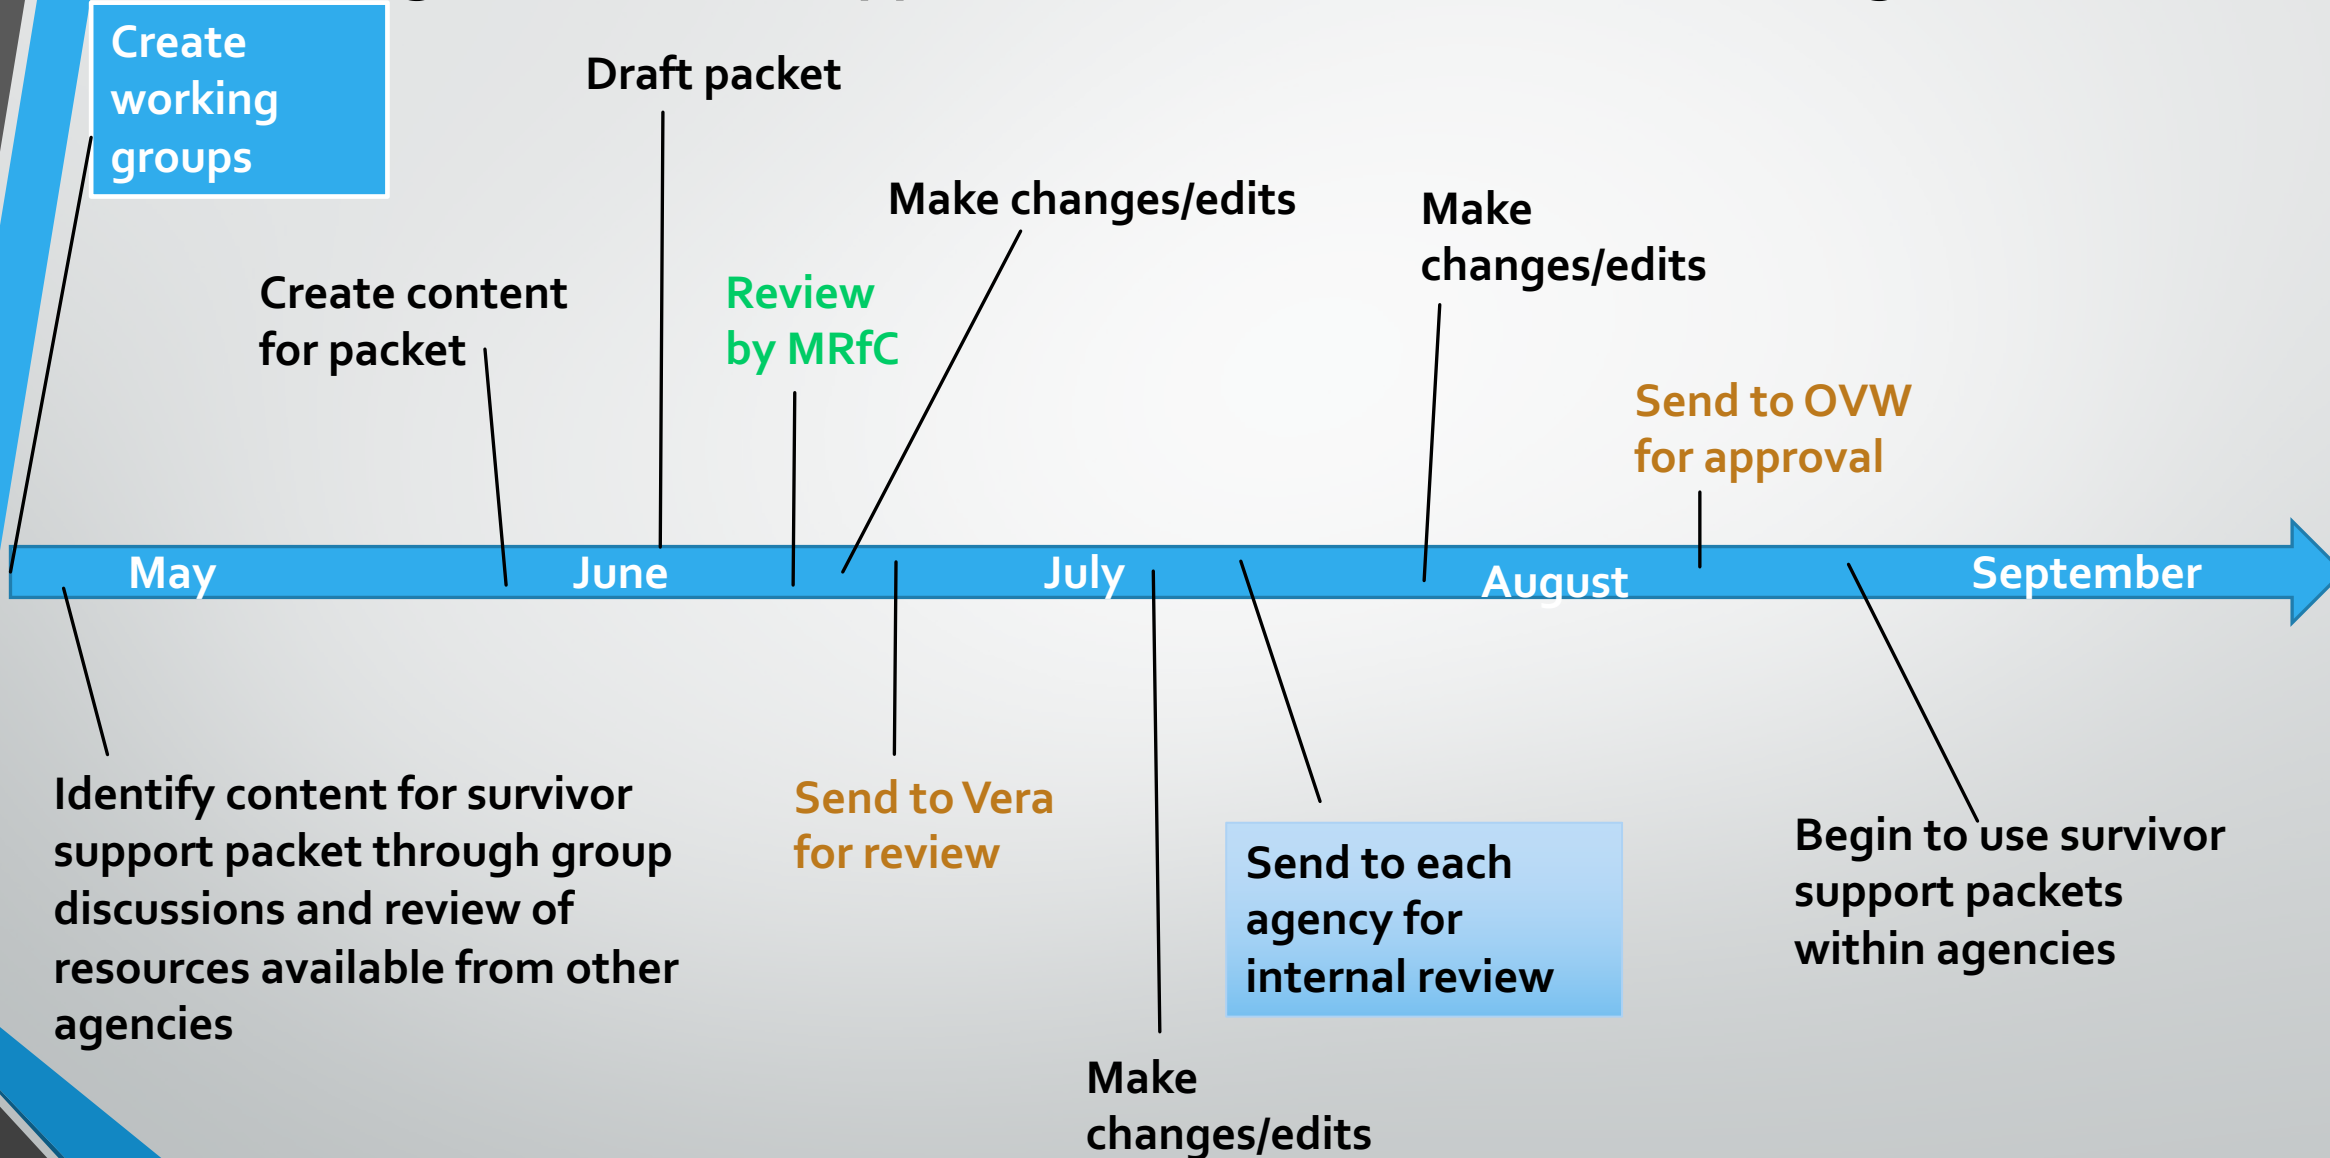 Create
working
groups
Draft packet
Make changes/edits
Make
changes/edits
Create content
for packet
Review
by MRfC
Send to OVW
for approval
May
June
July
August
September
Identify content for survivor
support packet through group
discussions and review of
resources available from other
agencies
Send to Vera
for review
Send to each
agency for
internal review
Begin to use survivor
support packets
within agencies
Make
changes/edits